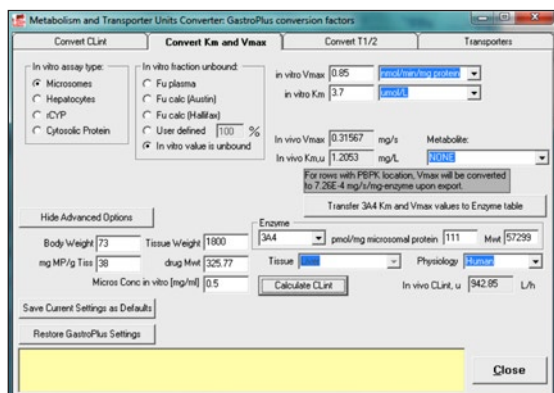 Metabolism and Transporter Units Converter: GastroPlus conversion factors
Convert CLint Convert Km and Vmax Convert T1/2 Transporters
In vitro assay type: In vitro fraction unbound:
Microsomes Fu plasma in vitro Vmax 0.85 nmol/min/mg protein
Hepatocytes Fu calc (Austin) in vitro Km 3.7 umol/L
rCYP Fu calc (Hallifax)
Cytosolic Protein User defined 100 %
In vitro value is unbound
In vivo Vmax 0.31567 mg/s Metabolite:
In vivo Km,u 1.2053 mg/L NONE
For rows with PBPK location, Vmax will be converted
to 7.26E-4 mg/s/mg-enzyme upon export.
Transfer 3A4 Km and Vmax values to Enzyme table
Hide Advanced Options
Enzyme
3A4 pmol/mg microsomal protein 111 Mwt 57299
Body Weight 73 Tissue Weight 1800
mg MP/g Tiss 38 drug Mwt 325.77 Tissue Liver Physiology Human
Micros Conc in vitro [mg/ml] 0.5 Calculate CLint In vivo CLint, u 942.85 L/h
Save Current Settings as Defaults
Restore GastroPlus Settings
Close